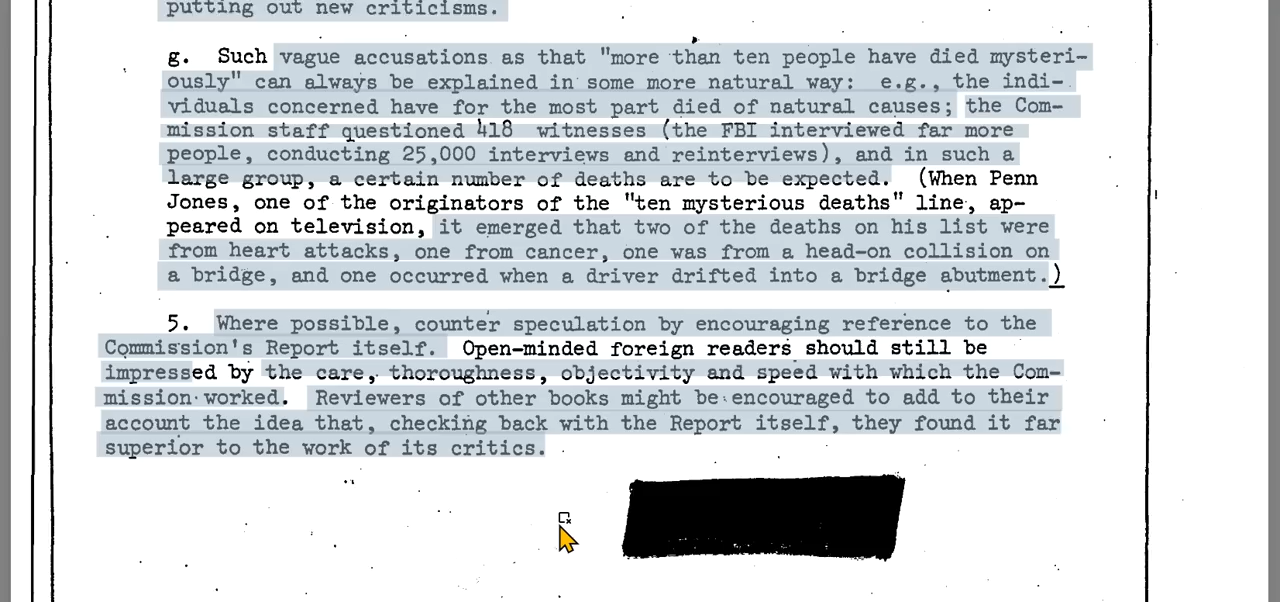 putting out new criticisms.
g. Such vague accusations as that "more than ten people have died mysteri-
ously" can always be explained in some more natural way: e.g., the indi-
viduals concerned have for the most part died of natural causes; the Com-
mission staff questioned 418 witnesses (the FBI interviewed far more
people, conducting 25,000 interviews and reinterviews), and in such a
large group, a certain number of deaths are to be expected. (When Penn
Jones, one of the originators of the "ten mysterious deaths" line, ap-
peared on television, it emerged that two of the deaths on his list were
from heart attacks, one from cancer, one was from a head-on collision on
a bridge, and one occurred when a driver drifted into a bridge abutment.)
5. Where possible, counter speculation by encouraging reference to the
Commission's Report itself. Open-minded foreign readers should still be
impressed by the care, thoroughness, objectivity and speed with which the Com-
mission worked. Reviewers of other books might be encouraged to add to their
account the idea that, checking back with the Report itself, they found it far
superior to the work of its critics.